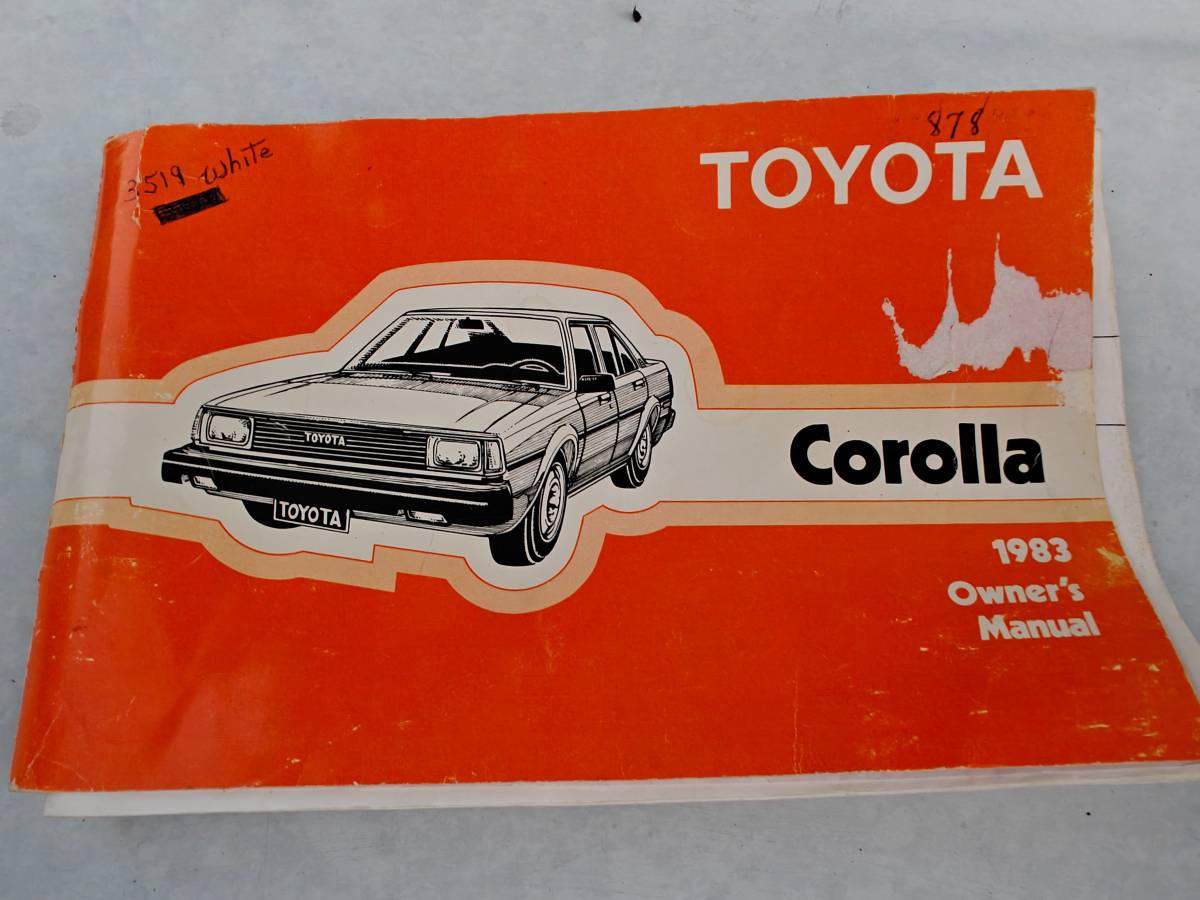 3519 White
878
TOYOTA
TOYOTA
TOYOTA
Corolla
1983
Owner's
Manual